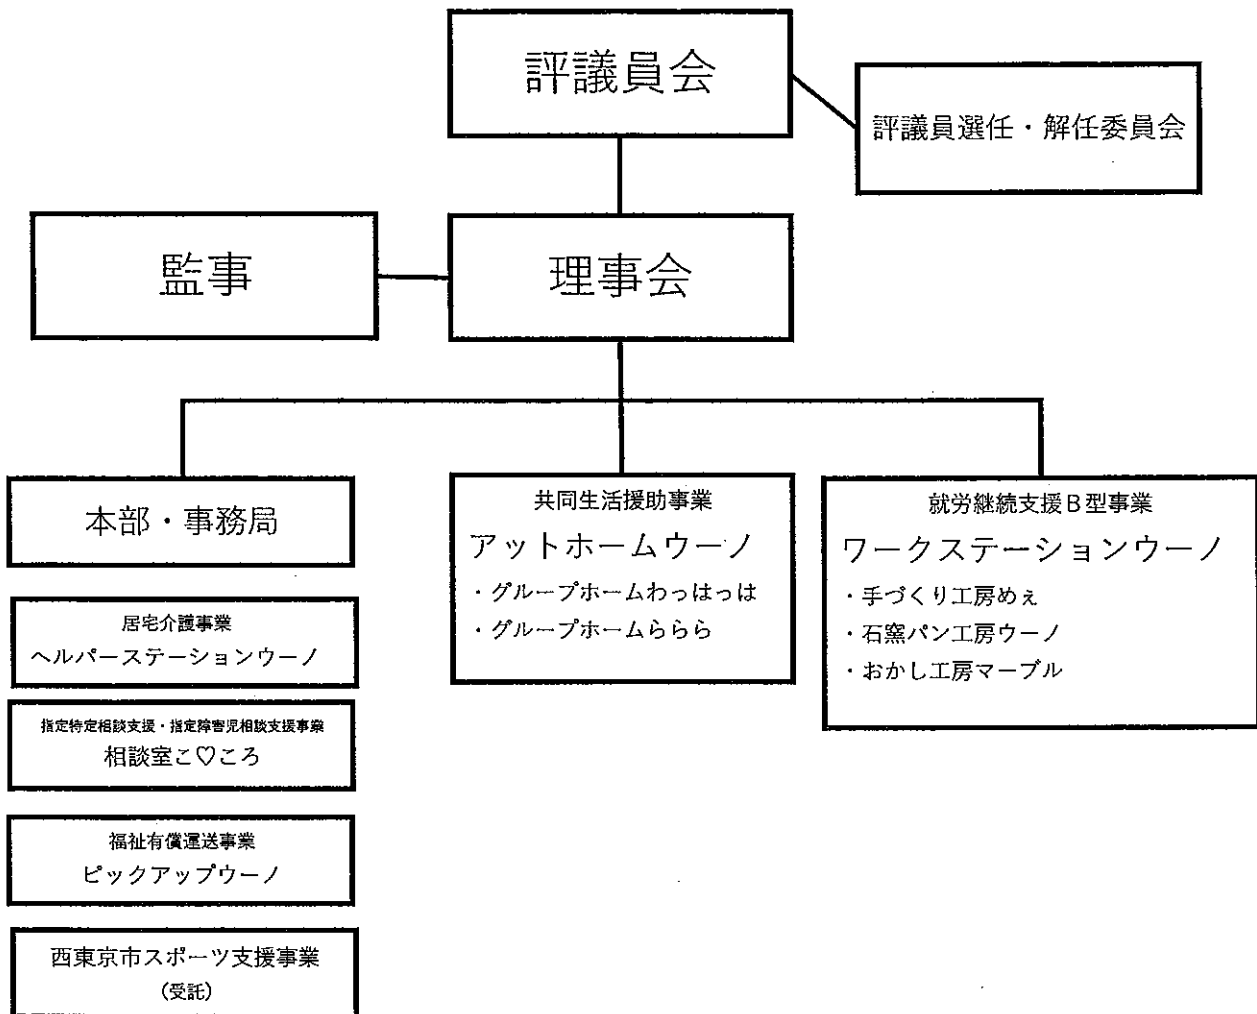 評議員会
評議員選任・解任委員会
監事
理事会
本部・事務局
居宅介護事業
ヘルパーステーションウーノ
指定特定相談支援・指定障害児相談支援事業
相談室こ♡ころ
福祉有償運送事業
ピックアップウーノ
西東京市スポーツ支援事業
(受託)
共同生活援助事業
アットホームウーノ
・グループホームわっはっは
・グループホームららら
就労継続支援B型事業
ワークステーションウーノ
・手づくり工房めぇ
・石窯パン工房ウーノ
・おかし工房マーブル